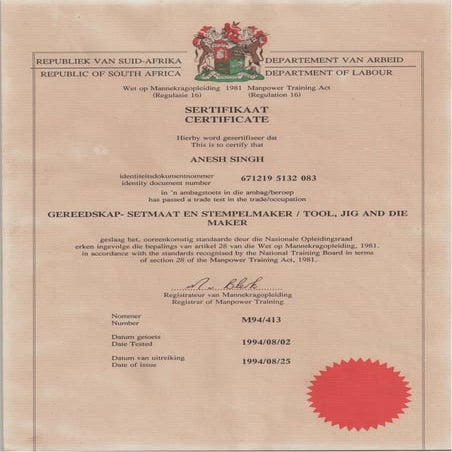 REPUBLIEK VAN SUID-AFRIKA
REPUBLIC OF SOUTH AFRICA
DEPARTEMENT VAN ARBEID
DEPARTMENT OF LABOUR
Wet op Mannekragopleiding 1981 Manpower Training Act
(Regulasie 16) (Regulation 16)
SERTIFIKAAT
CERTIFICATE
Hierby word gesertifiseer dat
This is to certify that
ANESH SINGH
identiteitsdokumentnommer
identity document number
671219 5132 083
in 'n ambagstoets in die ambag/beroep
has passed a trade test in the trade/occupation
GEREEDSKAP- SETMAAT EN STEMPELMAKER / TOOL, JIG AND DIE
MAKER
geslaag het, ooreenkomstig standaarde deur die Nasionale Opleidingsraad
erken ingevolge die bepalings van artikel 28 van die Wet op Mannekragopleiding, 1981.
in accordance with the standards recognised by the National Training Board in terms
of section 28 of the Manpower Training Act, 1981.
Registrateur van Mannekragopleiding
Registrar of Manpower Training
Nommer
Number
M94/413
Datum getoets
Date Tested
1994/08/02
Datum van uitreiking
Date of issue
1994/08/25